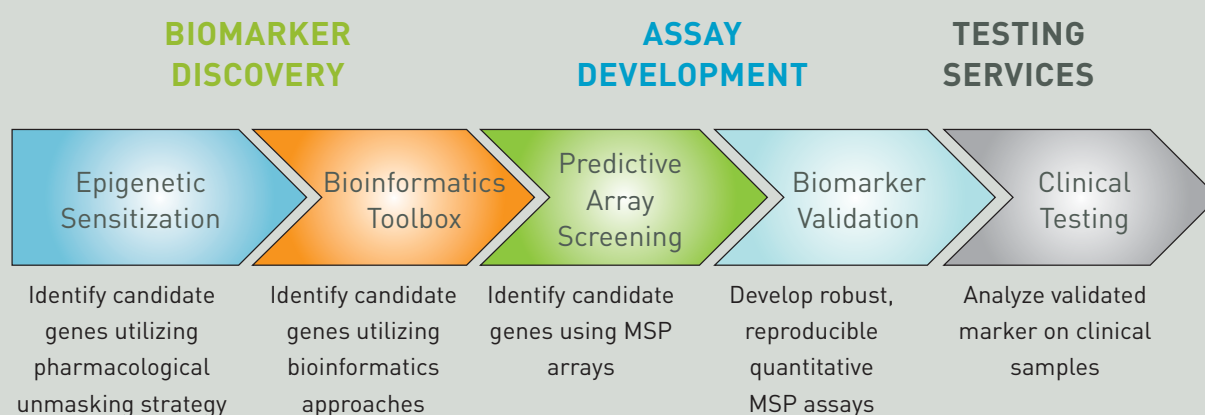 BIOMARKER
DISCOVERY
ASSAY
DEVELOPMENT
TESTING
SERVICES
Epigenetic
Sensitization
Bioinformatics
Toolbox
Predictive
Array
Screening
Biomarker
Validation
Clinical
Testing
Identify candidate
genes utilizing
pharmacological
unmasking strategy
Identify candidate
genes utilizing
bioinformatics
approaches
Identify candidate
genes using MSP
arrays
Develop robust,
reproducible
quantitative
MSP assays
Analyze validated
marker on clinical
samples